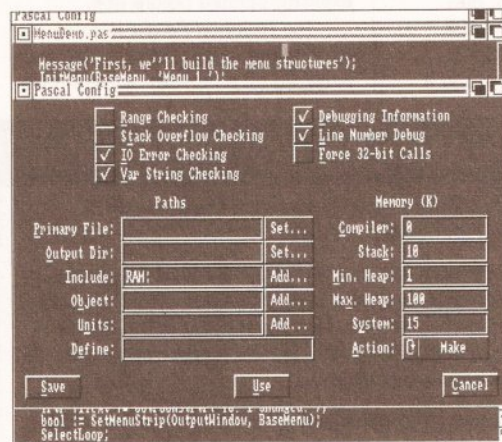 Pascal Config
MenuDemo.pas
Message('First, we''ll build the menu structures');
InitMenu(BaseMenu, 'Menu 1 ');
Pascal Config
Range Checking
Debugging Information
Stack Overflow Checking
Line Number Debug
IO Error Checking
Force 32-bit Calls
Var String Checking
Paths
Memory (K)
Primary File:
Set...
Compiler: 0
Output Dir:
Set...
Stack: 10
Include: RAM:
Add...
Min. Heap: 1
Object:
Add...
Max. Heap: 100
Units:
Add...
System: 15
Define:
Action: Make
Save
Use
Cancel
bool := SetMenuStrip(OutputWindow, BaseMenu);
SelectLoop;